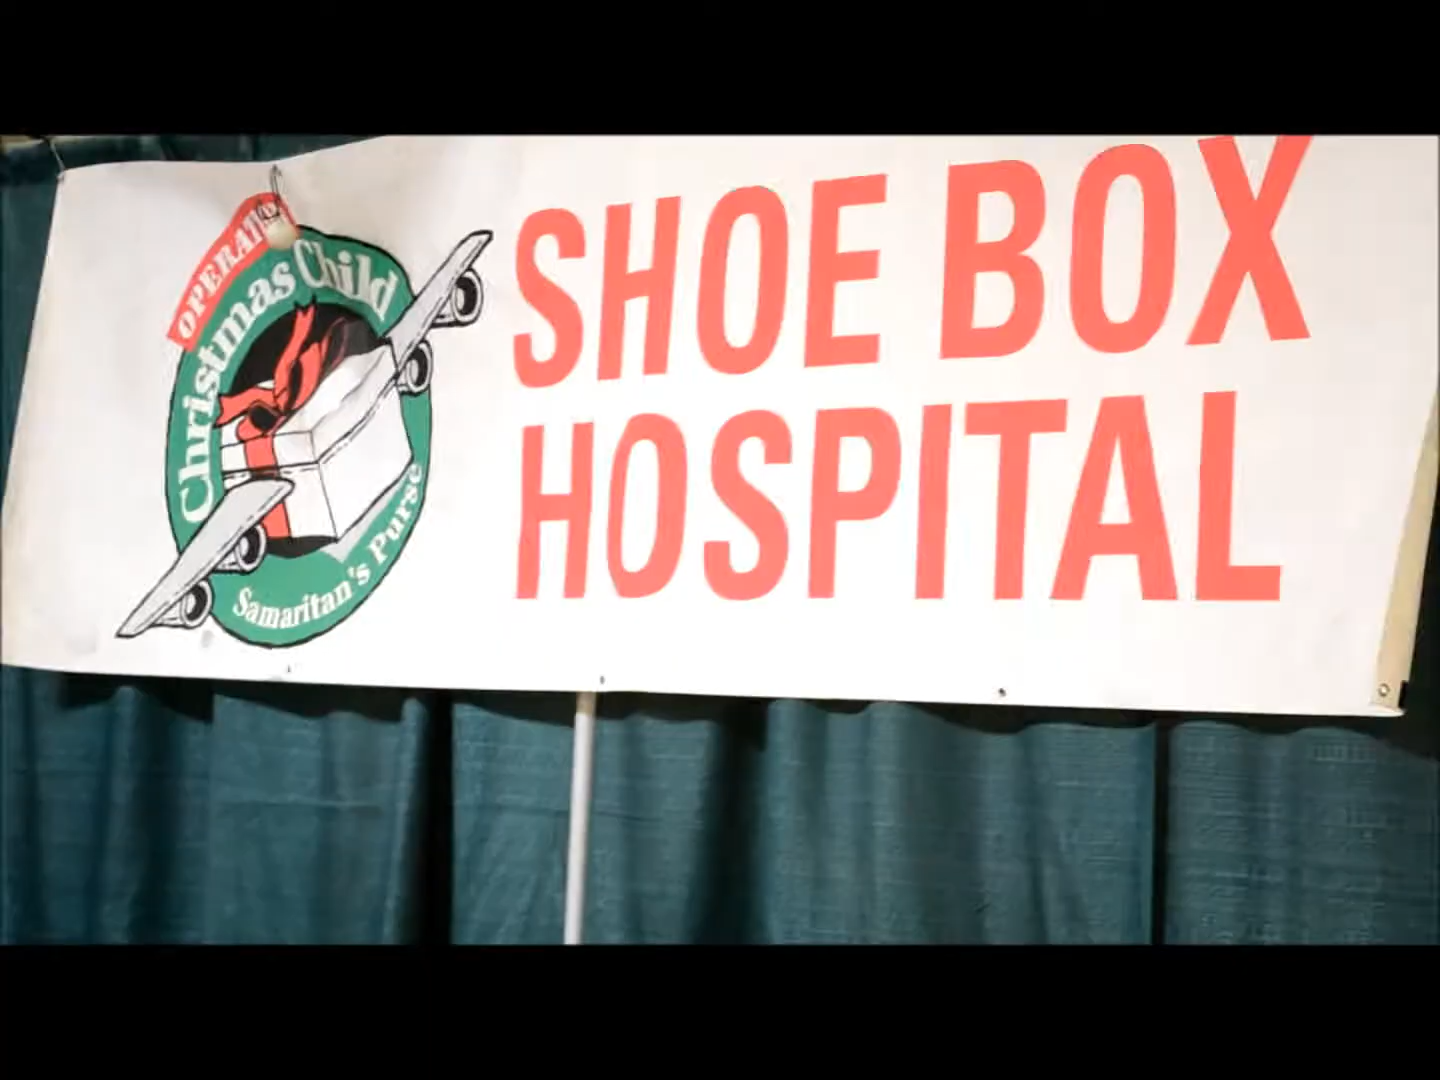 OPERATION
Christmas Child
Samaritan's Purse
SHOE BOX
HOSPITAL